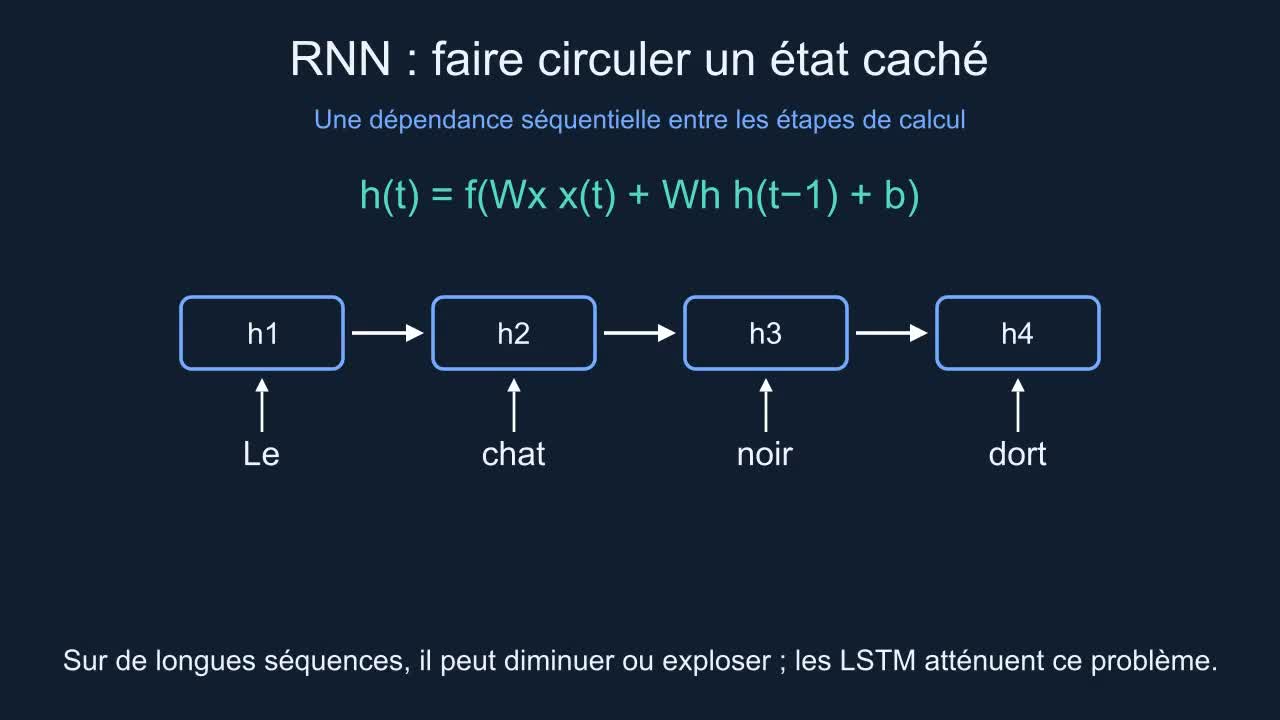 RNN : faire circuler un état caché
Une dépendance séquentielle entre les étapes de calcul
h(t) = f(Wx x(t) + Wh h(t−1) + b)
h1 h2 h3 h4
Le chat noir dort
Sur de longues séquences, il peut diminuer ou exploser ; les LSTM atténuent ce problème.